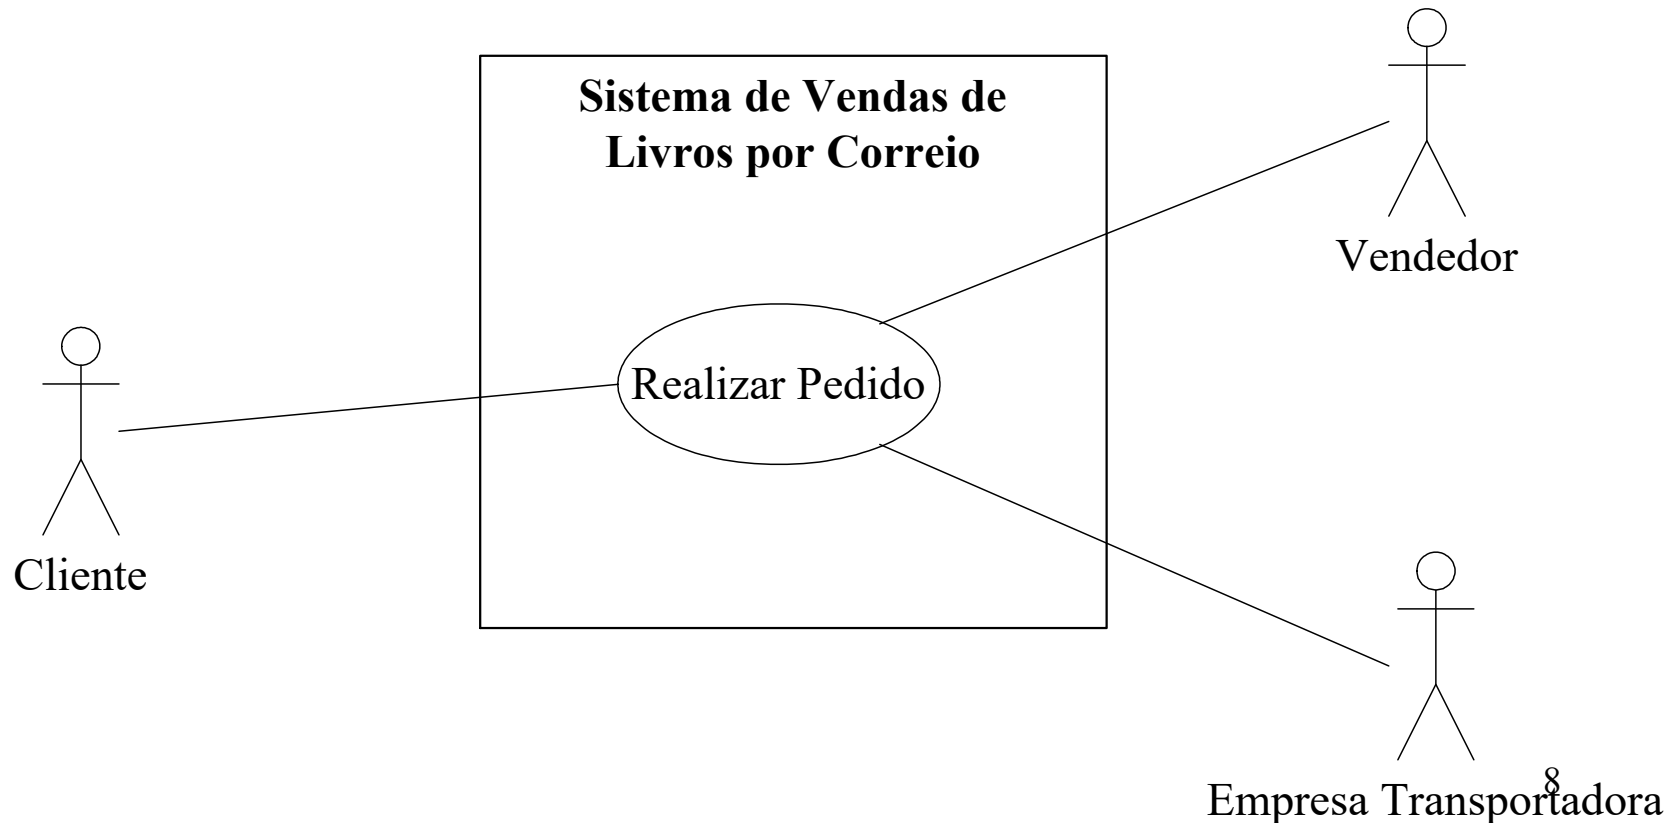 Sistema de Vendas de
Livros por Correio
Vendedor
Realizar Pedido
Cliente
8
Empresa Transportadora